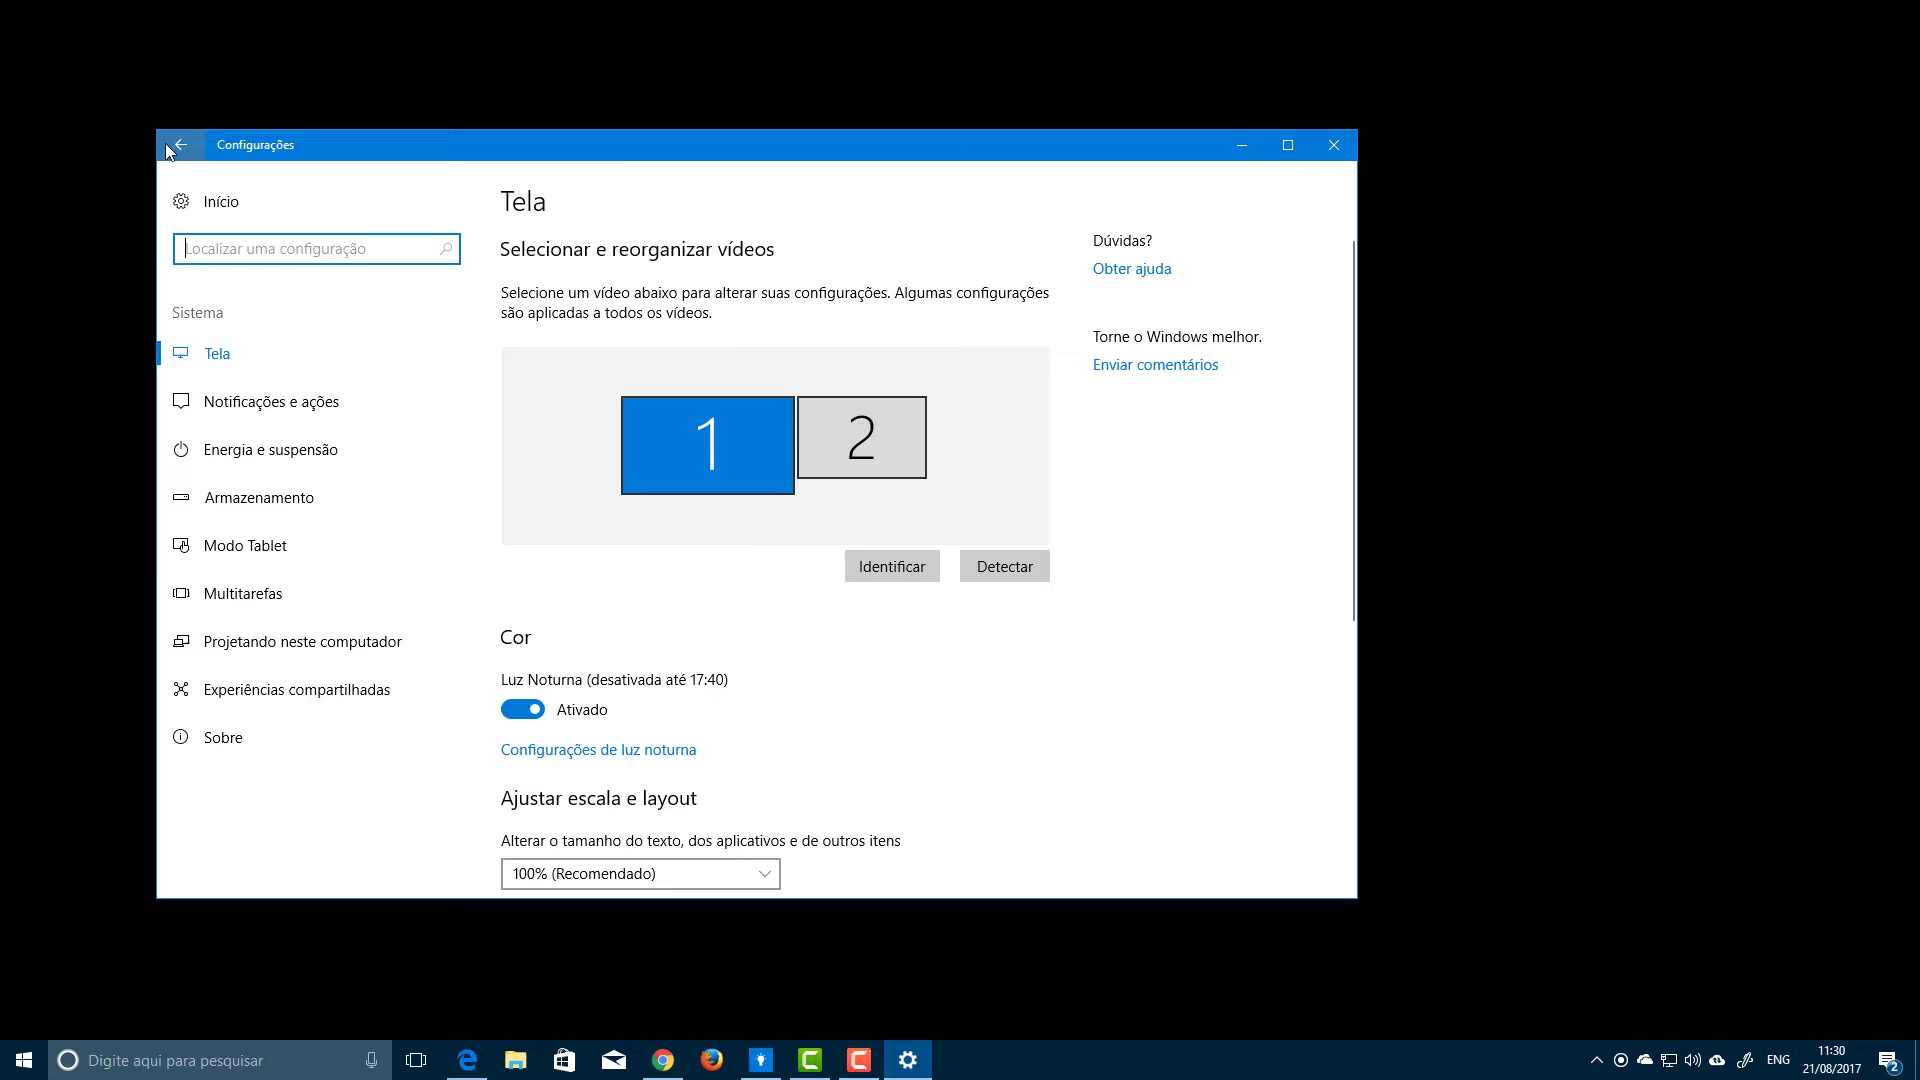 Configurações
Início
Localizar uma configuração
Sistema
Tela
Notificações e ações
Energia e suspensão
Armazenamento
Modo Tablet
Multitarefas
Projetando neste computador
Experiências compartilhadas
Sobre
Tela
Selecionar e reorganizar vídeos
Selecione um vídeo abaixo para alterar suas configurações. Algumas configurações
são aplicadas a todos os vídeos.
1
2
Identificar
Detectar
Cor
Luz Noturna (desativada até 17:40)
Ativado
Configurações de luz noturna
Ajustar escala e layout
Alterar o tamanho do texto, dos aplicativos e de outros itens
100% (Recomendado)
Dúvidas?
Obter ajuda
Torne o Windows melhor.
Enviar comentários
Digite aqui para pesquisar
ENG
11:30
21/08/2017
2